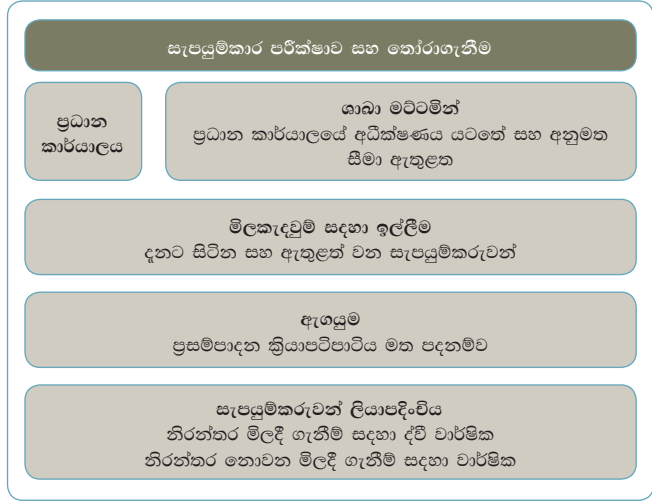 සැපයුම්කාර පරීක්ෂාව සහ තෝරාගැනීම
ප්‍රධාන
කාර්යාලය
ශාඛා මට්ටමින්
ප්‍රධාන කාර්යාලයේ අධීක්ෂණය යටතේ සහ අනුමත
සීමා ඇතුළත
මිලකැදවුම් සඳහා ඉල්ලීම
දැනට සිටින සහ ඇතුළත් වන සැපයුම්කරුවන්
ඇගයුම
ප්‍රසම්පාදන ක්‍රියාපටිපාටිය මත පදනම්ව
සැපයුම්කරුවන් ලියාපදිංචිය
නිරන්තර මිලදී ගැනීම් සඳහා ද්වී වාර්ෂික
නිරන්තර නොවන මිලදී ගැනීම් සඳහා වාර්ෂික